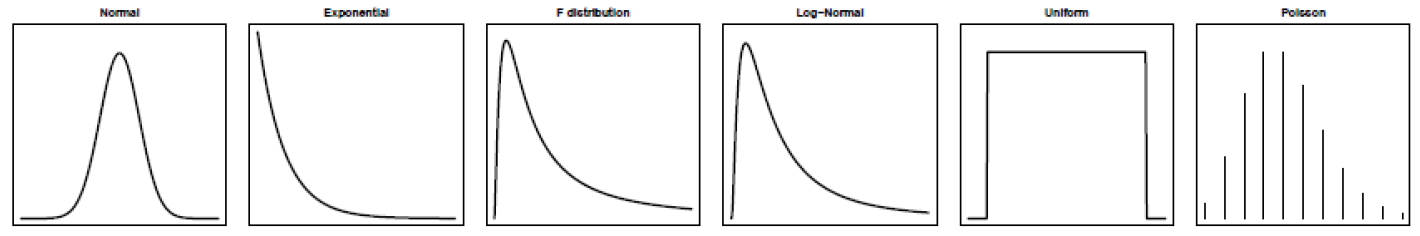 Normal
Exponential
F distribution
Log-Normal
Uniform
Poisson